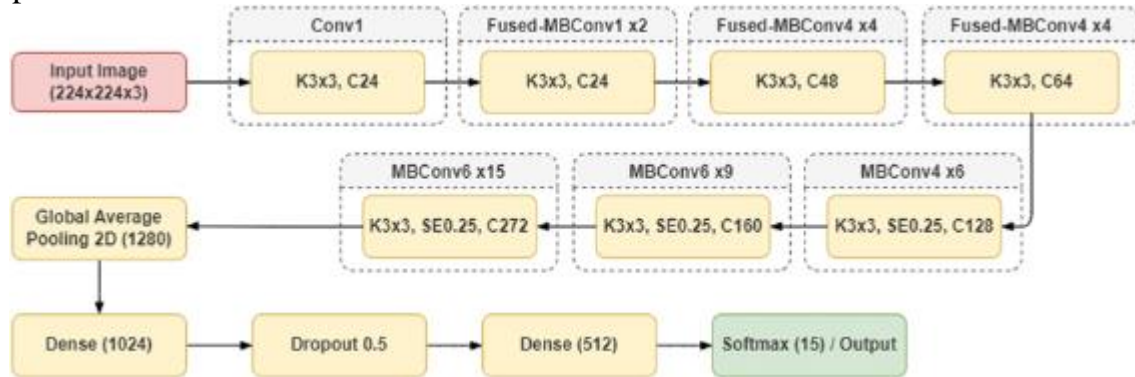 Conv1
Fused-MBConv1 x2
Fused-MBConv4 x4
Fused-MBConv4 x4
Input Image
(224x224x3)
K3x3, C24
K3x3, C24
K3x3, C48
K3x3, C64
MBConv4 x6
K3x3, SE0.25, C128
MBConv6 x9
K3x3, SE0.25, C160
MBConv6 x15
K3x3, SE0.25, C272
Global Average
Pooling 2D (1280)
Dense (1024)
Dropout 0.5
Dense (512)
Softmax (15) / Output